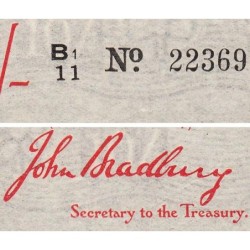 /- B1/11 No 22369
John Bradbury
Secretary to the Treasury.